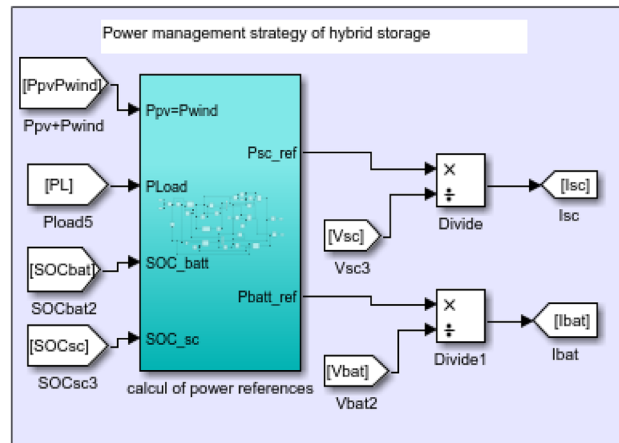 Power management strategy of hybrid storage
[PpvPwind]
Ppv+Pwind
Ppv=Pwind
[PL]
Pload5
PLoad
[SOCbat]
SOCbat2
SOC_batt
[SOCsc]
SOCsc3
SOC_sc
Psc_ref
Pbatt_ref
calcul of power references
[Vsc]
Vsc3
×
÷
Divide
[Isc]
Isc
[Vbat]
Vbat2
×
÷
Divide1
[Ibat]
Ibat